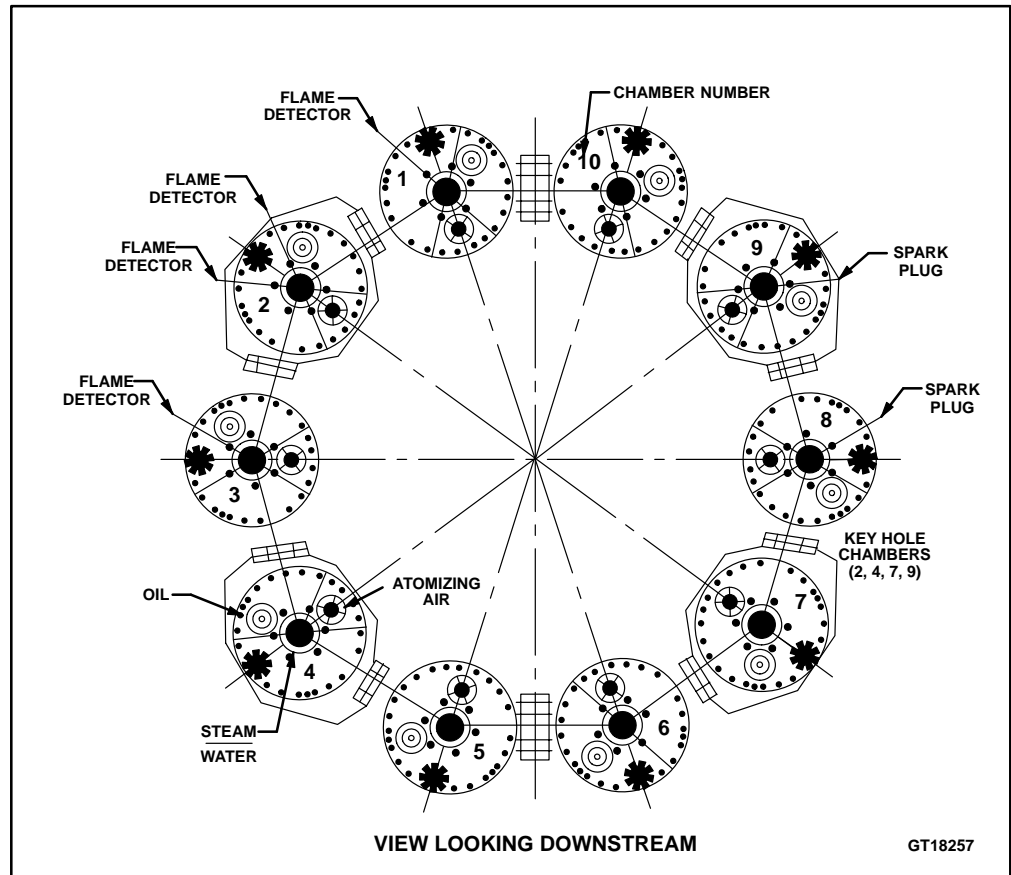 FLAME
DETECTOR
CHAMBER NUMBER
1
10
FLAME
DETECTOR
FLAME
DETECTOR
2
9
SPARK
PLUG
FLAME
DETECTOR
3
8
SPARK
PLUG
KEY HOLE
CHAMBERS
(2, 4, 7, 9)
OIL
ATOMIZING
AIR
4
7
STEAM
WATER
5
6
VIEW LOOKING DOWNSTREAM
GT18257